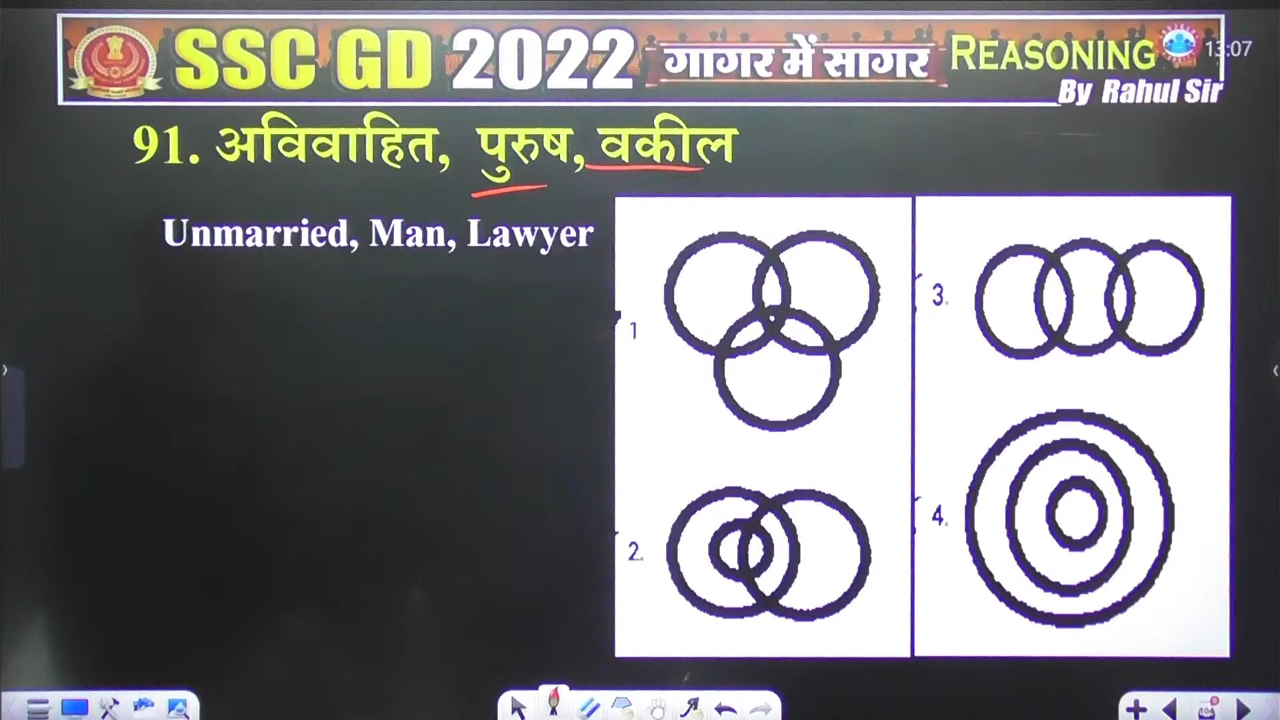 SSC GD 2022 गागर में सागर REASONING 13:07
By Rahul Sir
91. अविवाहित, पुरुष, वकील
Unmarried, Man, Lawyer
1
3.
2.
4.